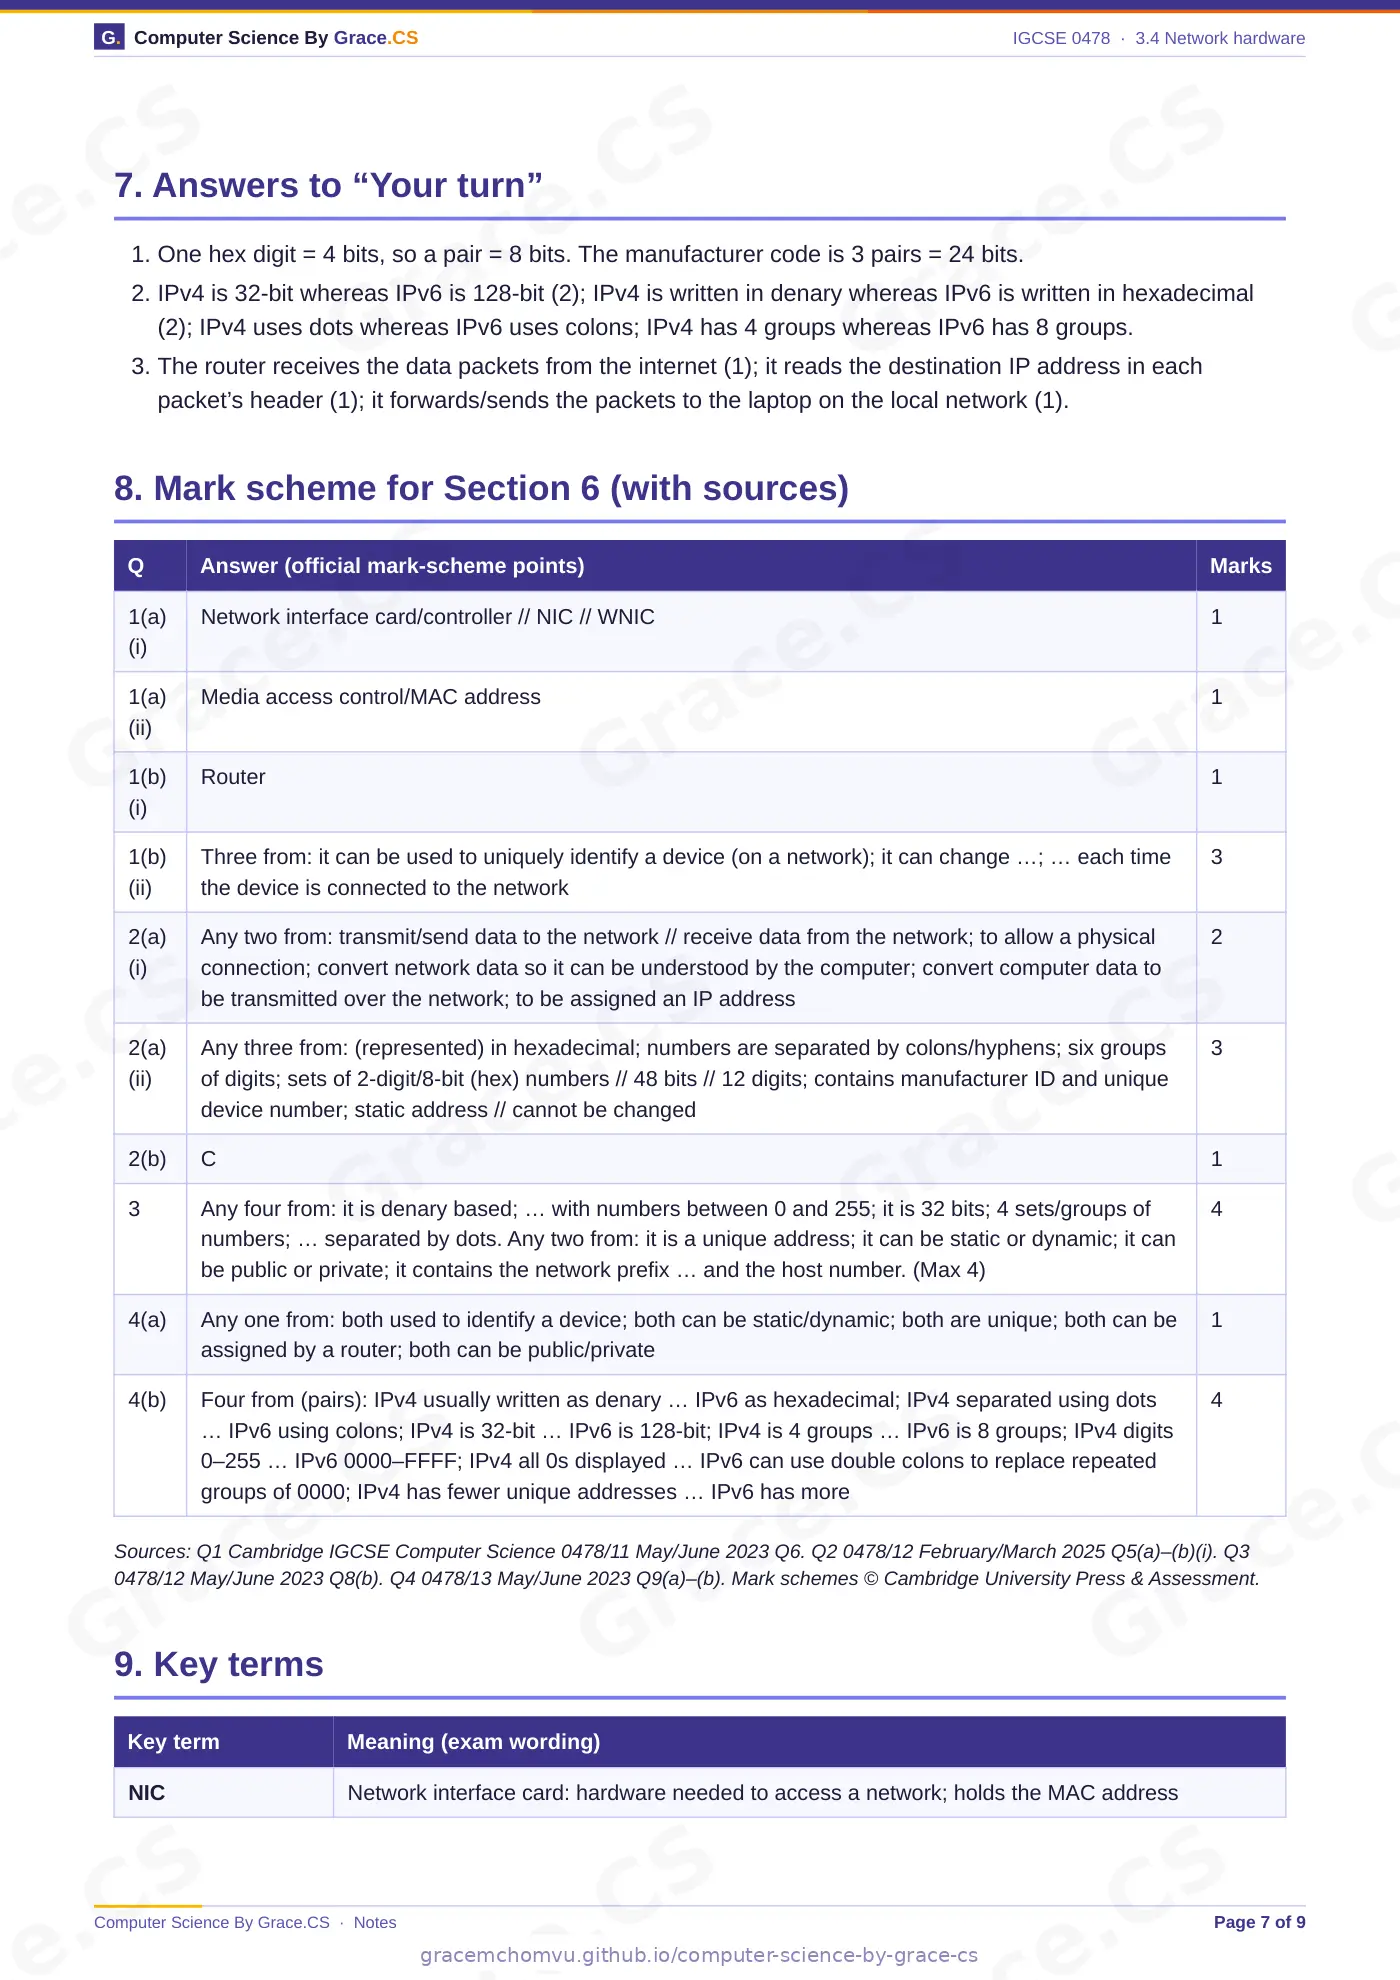 G. Computer Science By Grace.CS
IGCSE 0478 · 3.4 Network hardware
7. Answers to “Your turn”
1. One hex digit = 4 bits, so a pair = 8 bits. The manufacturer code is 3 pairs = 24 bits.
2. IPv4 is 32-bit whereas IPv6 is 128-bit (2); IPv4 is written in denary whereas IPv6 is written in hexadecimal
(2); IPv4 uses dots whereas IPv6 uses colons; IPv4 has 4 groups whereas IPv6 has 8 groups.
3. The router receives the data packets from the internet (1); it reads the destination IP address in each
packet’s header (1); it forwards/sends the packets to the laptop on the local network (1).
8. Mark scheme for Section 6 (with sources)
Q Answer (official mark-scheme points) Marks
1(a) Network interface card/controller // NIC // WNIC 1
(i)
1(a) Media access control/MAC address 1
(ii)
1(b) Router 1
(i)
1(b) Three from: it can be used to uniquely identify a device (on a network); it can change …; … each time 3
(ii) the device is connected to the network
2(a) Any two from: transmit/send data to the network // receive data from the network; to allow a physical 2
(i) connection; convert network data so it can be understood by the computer; convert computer data to
be transmitted over the network; to be assigned an IP address
2(a) Any three from: (represented) in hexadecimal; numbers are separated by colons/hyphens; six groups 3
(ii) of digits; sets of 2-digit/8-bit (hex) numbers // 48 bits // 12 digits; contains manufacturer ID and unique
device number; static address // cannot be changed
2(b) C 1
3 Any four from: it is denary based; … with numbers between 0 and 255; it is 32 bits; 4 sets/groups of 4
numbers; … separated by dots. Any two from: it is a unique address; it can be static or dynamic; it can
be public or private; it contains the network prefix … and the host number. (Max 4)
4(a) Any one from: both used to identify a device; both can be static/dynamic; both are unique; both can be 1
assigned by a router; both can be public/private
4(b) Four from (pairs): IPv4 usually written as denary … IPv6 as hexadecimal; IPv4 separated using dots 4
… IPv6 using colons; IPv4 is 32-bit … IPv6 is 128-bit; IPv4 is 4 groups … IPv6 is 8 groups; IPv4 digits
0–255 … IPv6 0000–FFFF; IPv4 all 0s displayed … IPv6 can use double colons to replace repeated
groups of 0000; IPv4 has fewer unique addresses … IPv6 has more
Sources: Q1 Cambridge IGCSE Computer Science 0478/11 May/June 2023 Q6. Q2 0478/12 February/March 2025 Q5(a)–(b)(i). Q3
0478/12 May/June 2023 Q8(b). Q4 0478/13 May/June 2023 Q9(a)–(b). Mark schemes © Cambridge University Press & Assessment.
9. Key terms
Key term Meaning (exam wording)
NIC Network interface card: hardware needed to access a network; holds the MAC address
Computer Science By Grace.CS · Notes
Page 7 of 9
gracemchomvu.github.io/computer-science-by-grace-cs